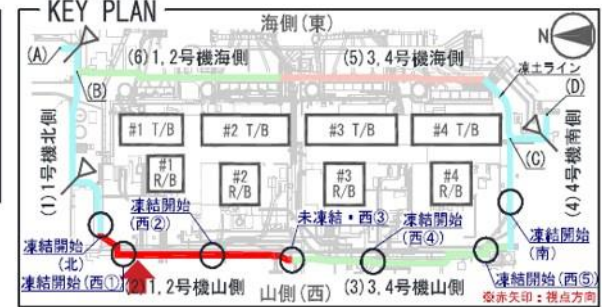 KEY PLAN
海側(東)
N
(A)
(6)1,2号機海側
(5)3,4号機海側
凍土ライン
(B)
(D)
#1 T/B
#2 T/B
#3 T/B
#4 T/B
(C)
(1)1号機北側
(4)4号機南側
#1
R/B
#2
R/B
#3
R/B
#4
R/B
凍結開始
(西②)
未凍結・西③
凍結開始
(西④)
凍結開始
(北)
凍結開始
(南)
凍結開始(西①)
(2)1,2号機山側
山側(西)
(3)3,4号機山側
凍結開始(西⑤)
※赤矢印:視点方向